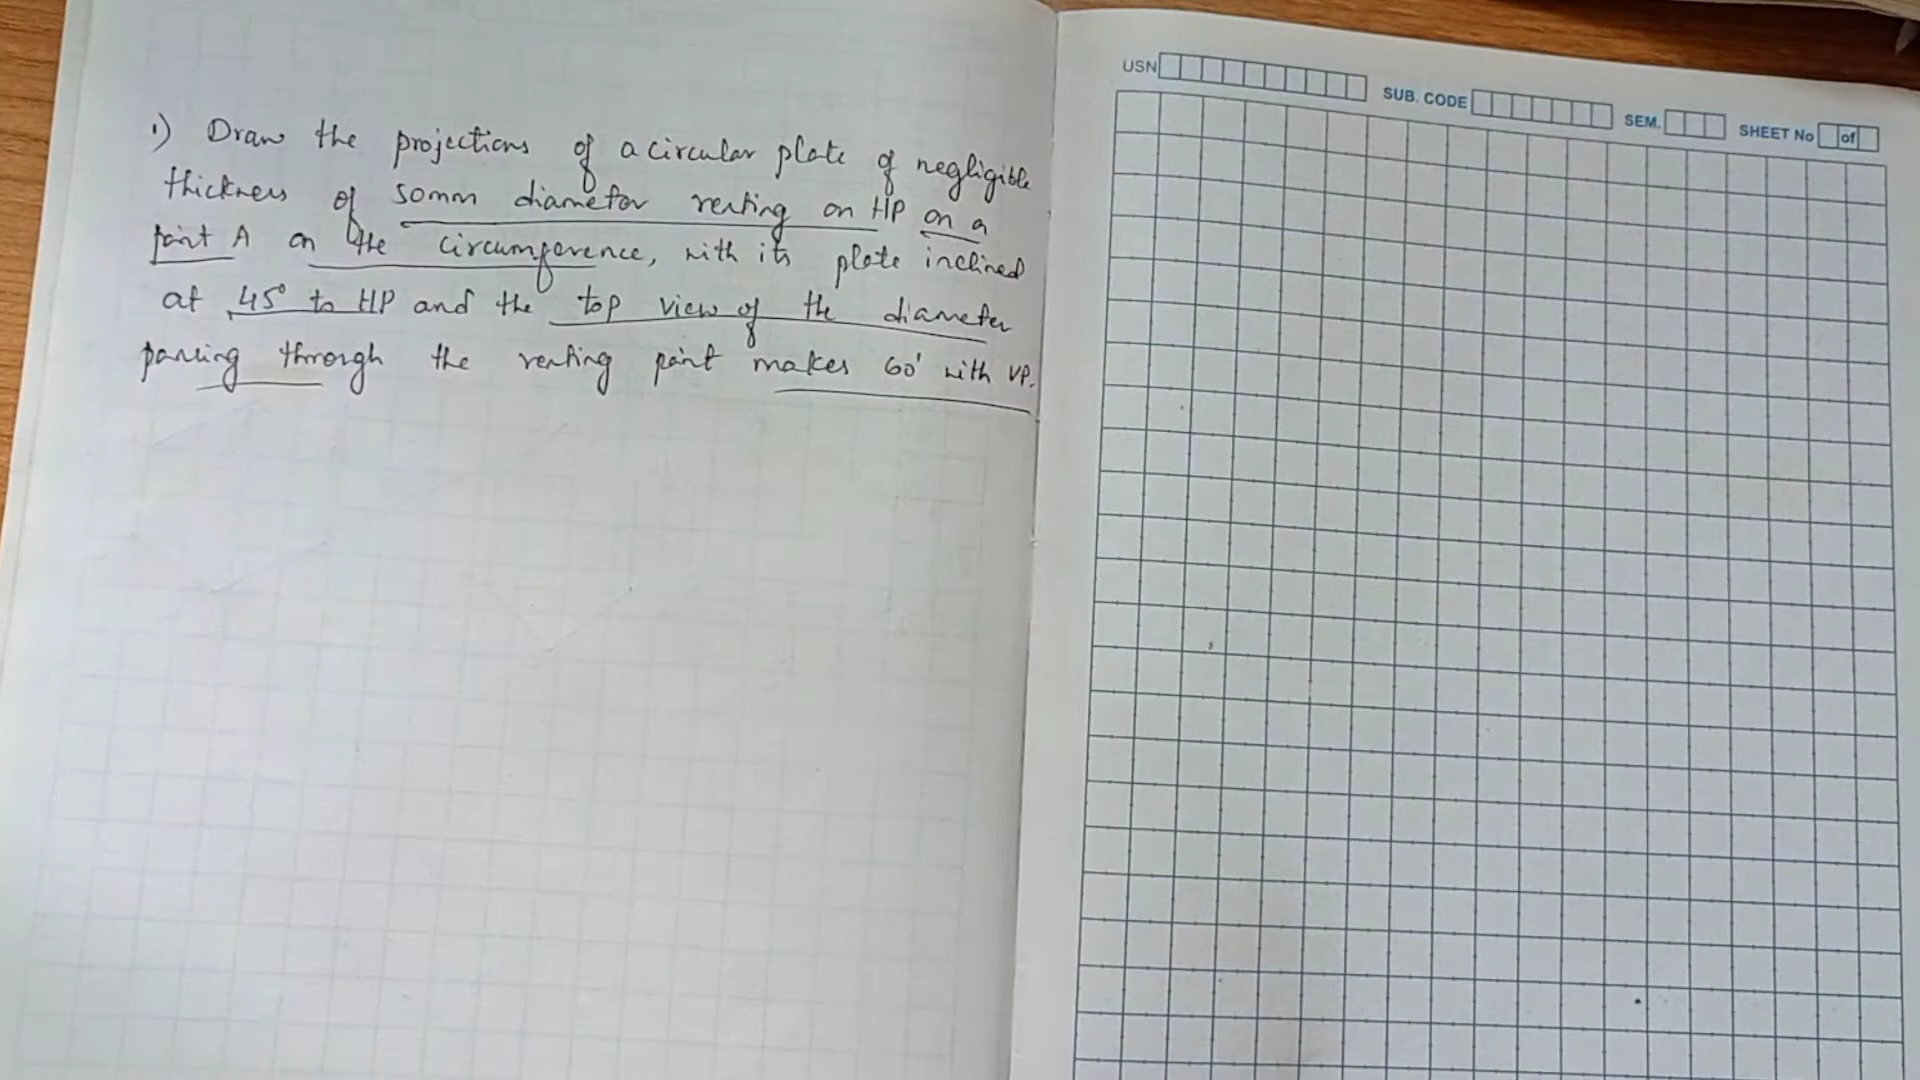 1) Draw the projections of a circular plate of negligible
thickness of 50mm diameter resting on HP on a
point A on the circumference, with its plate inclined
at 45° to HP and the top view of the diameter
passing through the resting point makes 60° with VP.
USN SUB. CODE SEM. SHEET No of